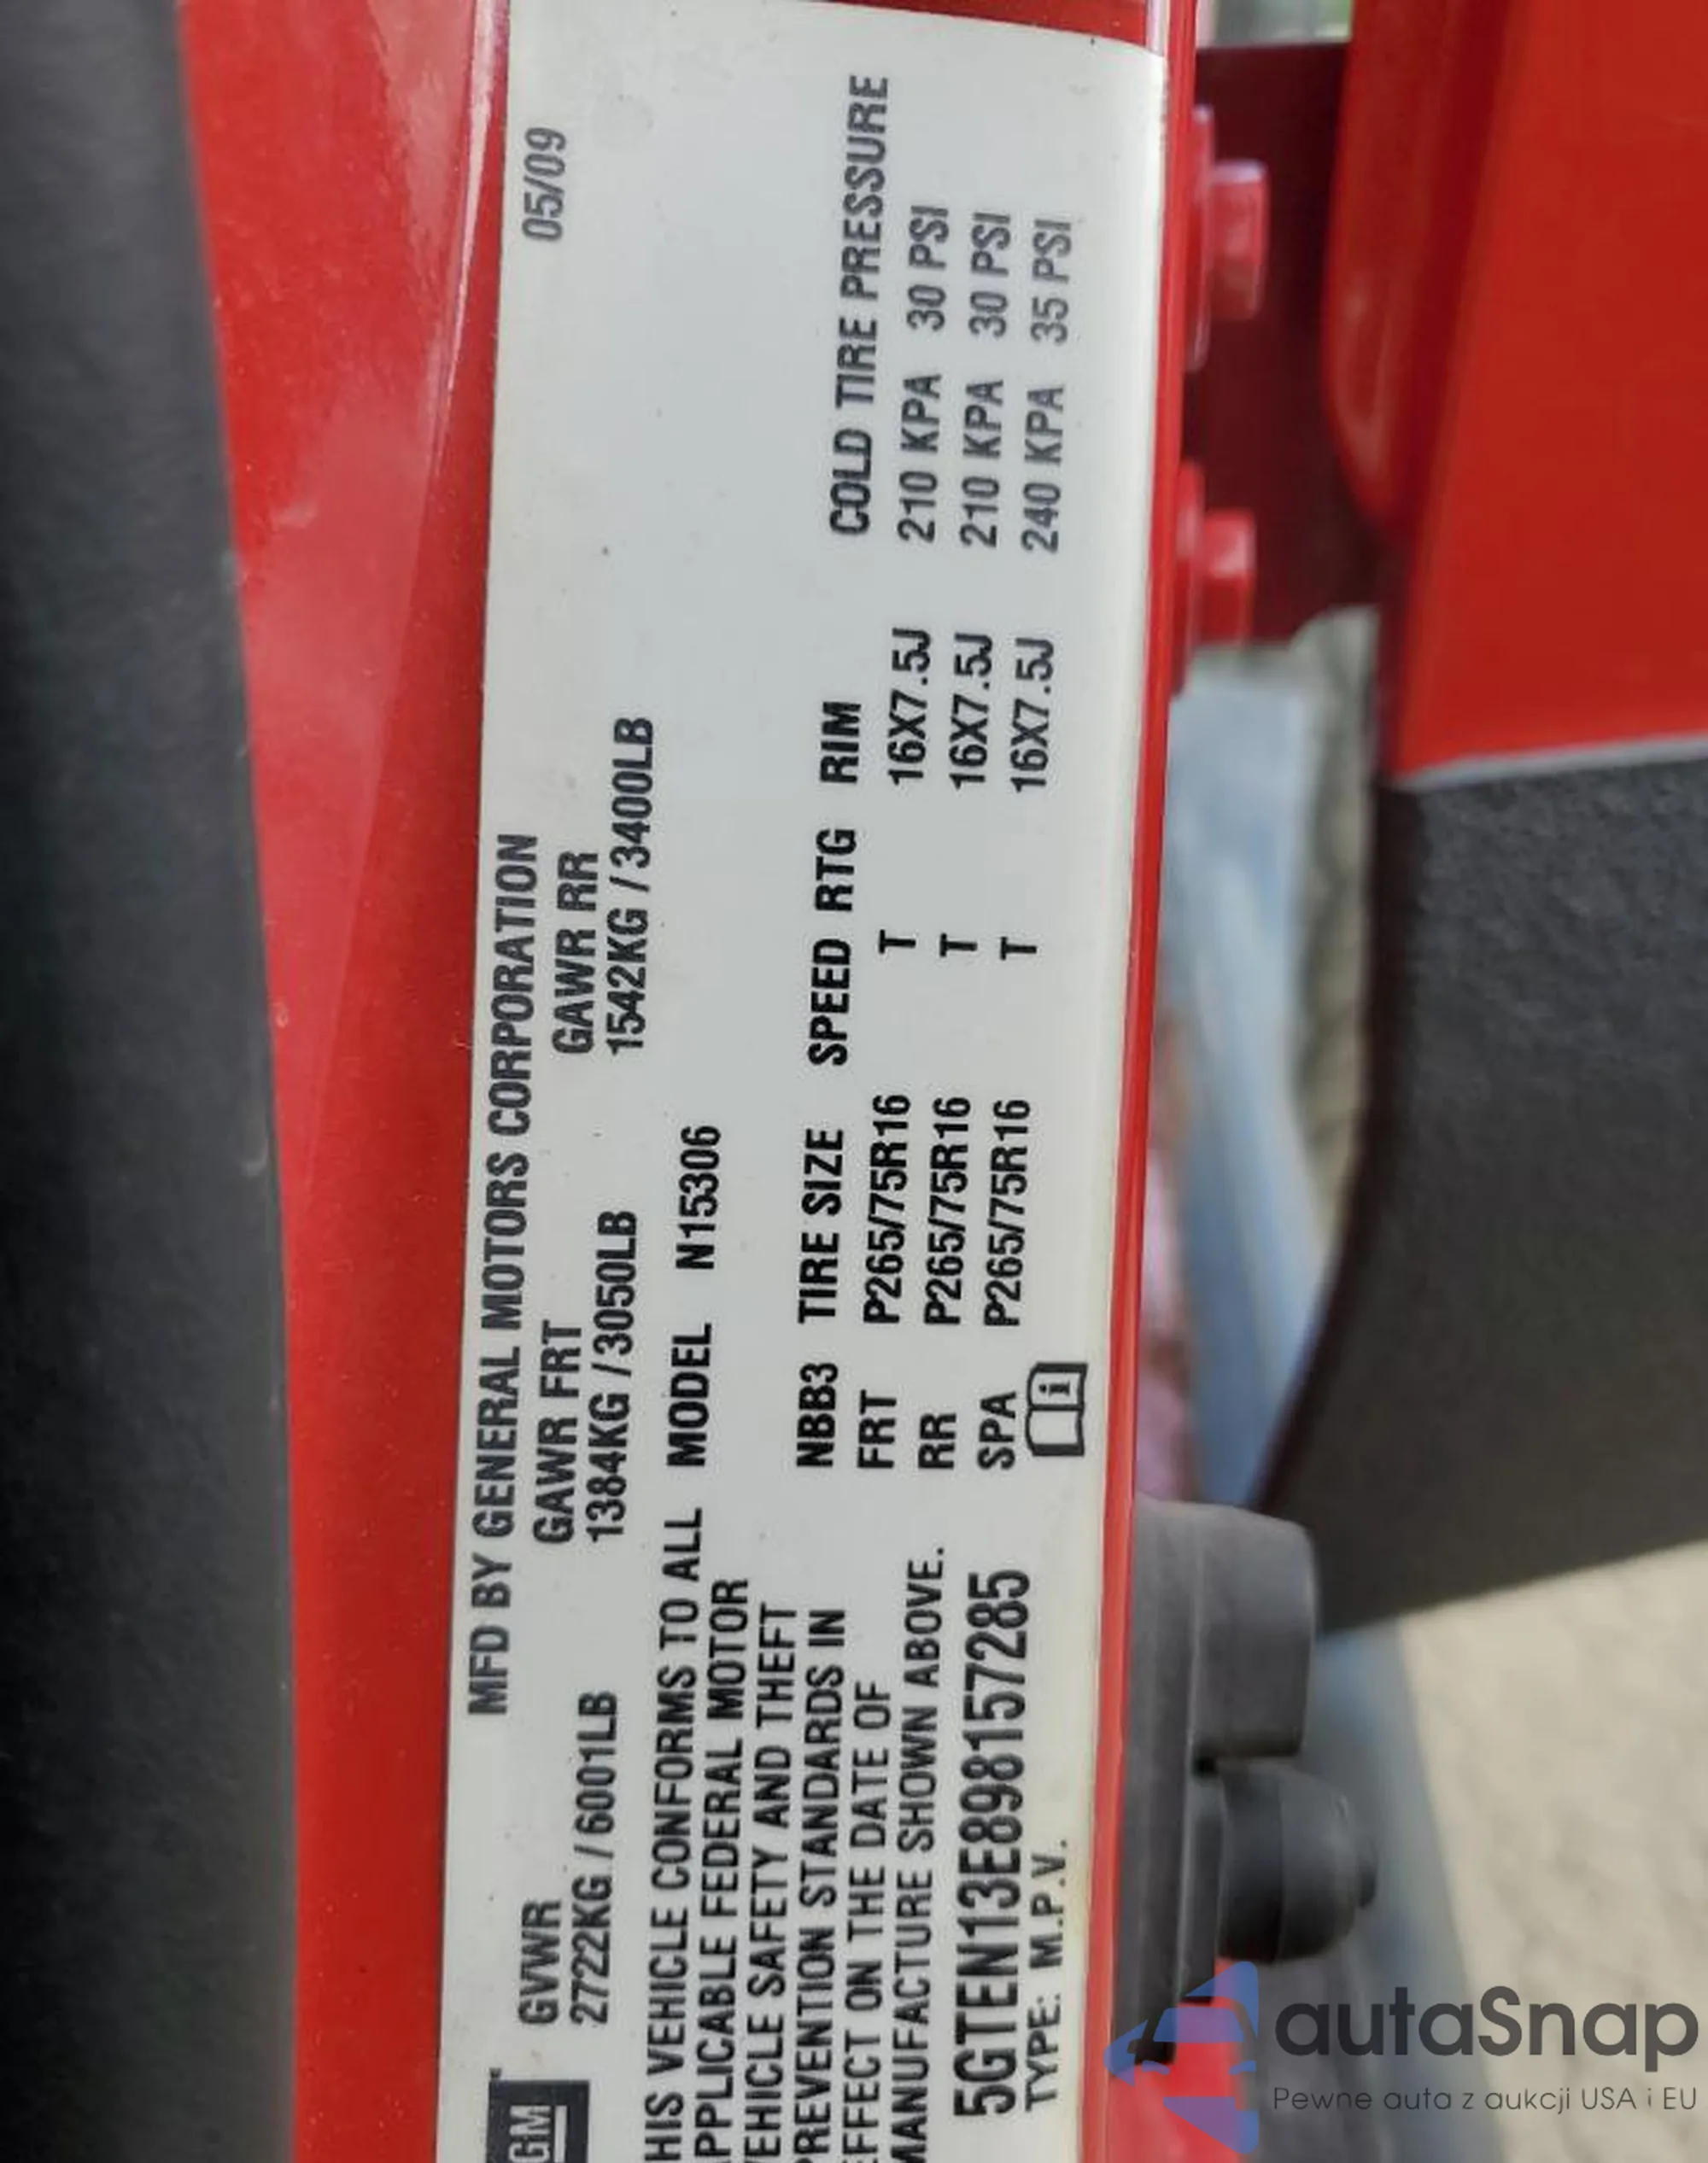 GM
MFD BY GENERAL MOTORS CORPORATION 05/09
GVWR GAWR FRT GAWR RR
2722KG / 6001LB 1384KG / 3050LB 1542KG / 3400LB
HIS VEHICLE CONFORMS TO ALL MODEL N15306
APPLICABLE FEDERAL MOTOR
VEHICLE SAFETY AND THEFT
PREVENTION STANDARDS IN NBB3 TIRE SIZE SPEED RTG RIM COLD TIRE PRESSURE
EFFECT ON THE DATE OF FRT P265/75R16 T 16X7.5J 210 KPA 30 PSI
MANUFACTURE SHOWN ABOVE. RR P265/75R16 T 16X7.5J 210 KPA 30 PSI
5GTEN13E898157285 SPA P265/75R16 T 16X7.5J 240 KPA 35 PSI
TYPE: M.P.V. i
autaSnap
Pewne auta z aukcji USA i EU